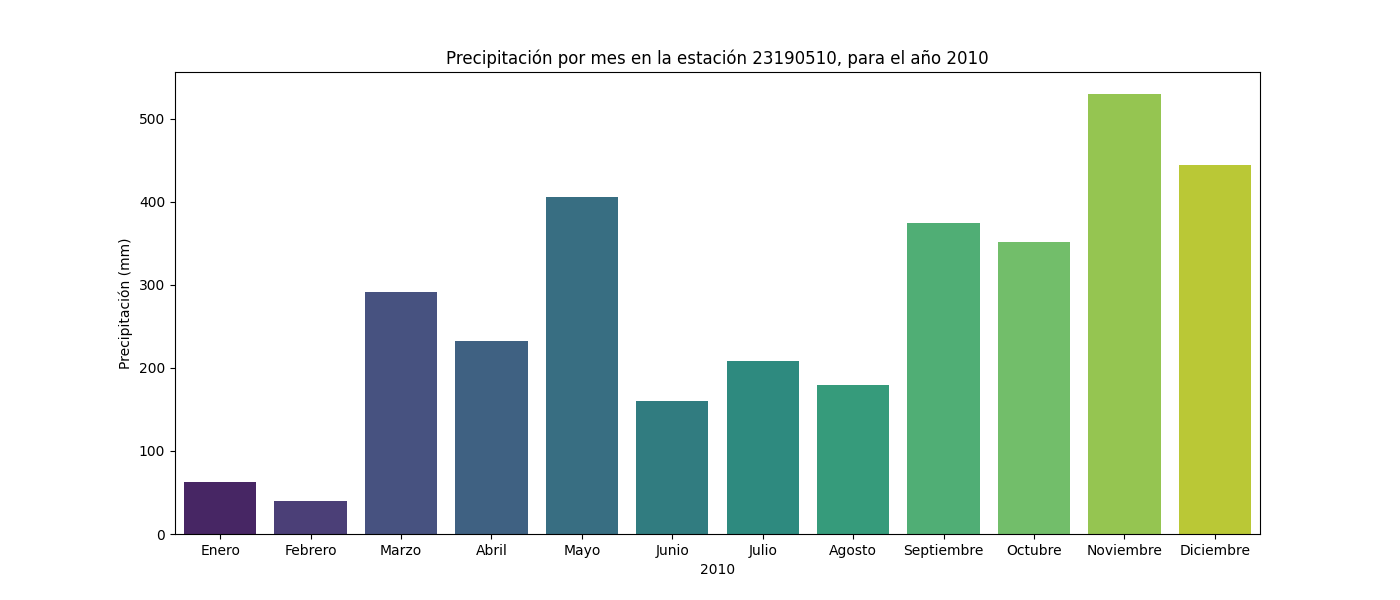 Precipitación por mes en la estación 23190510, para el año 2010
Precipitación (mm)
500
400
300
200
100
0
Enero Febrero Marzo Abril Mayo Junio Julio Agosto Septiembre Octubre Noviembre Diciembre
2010